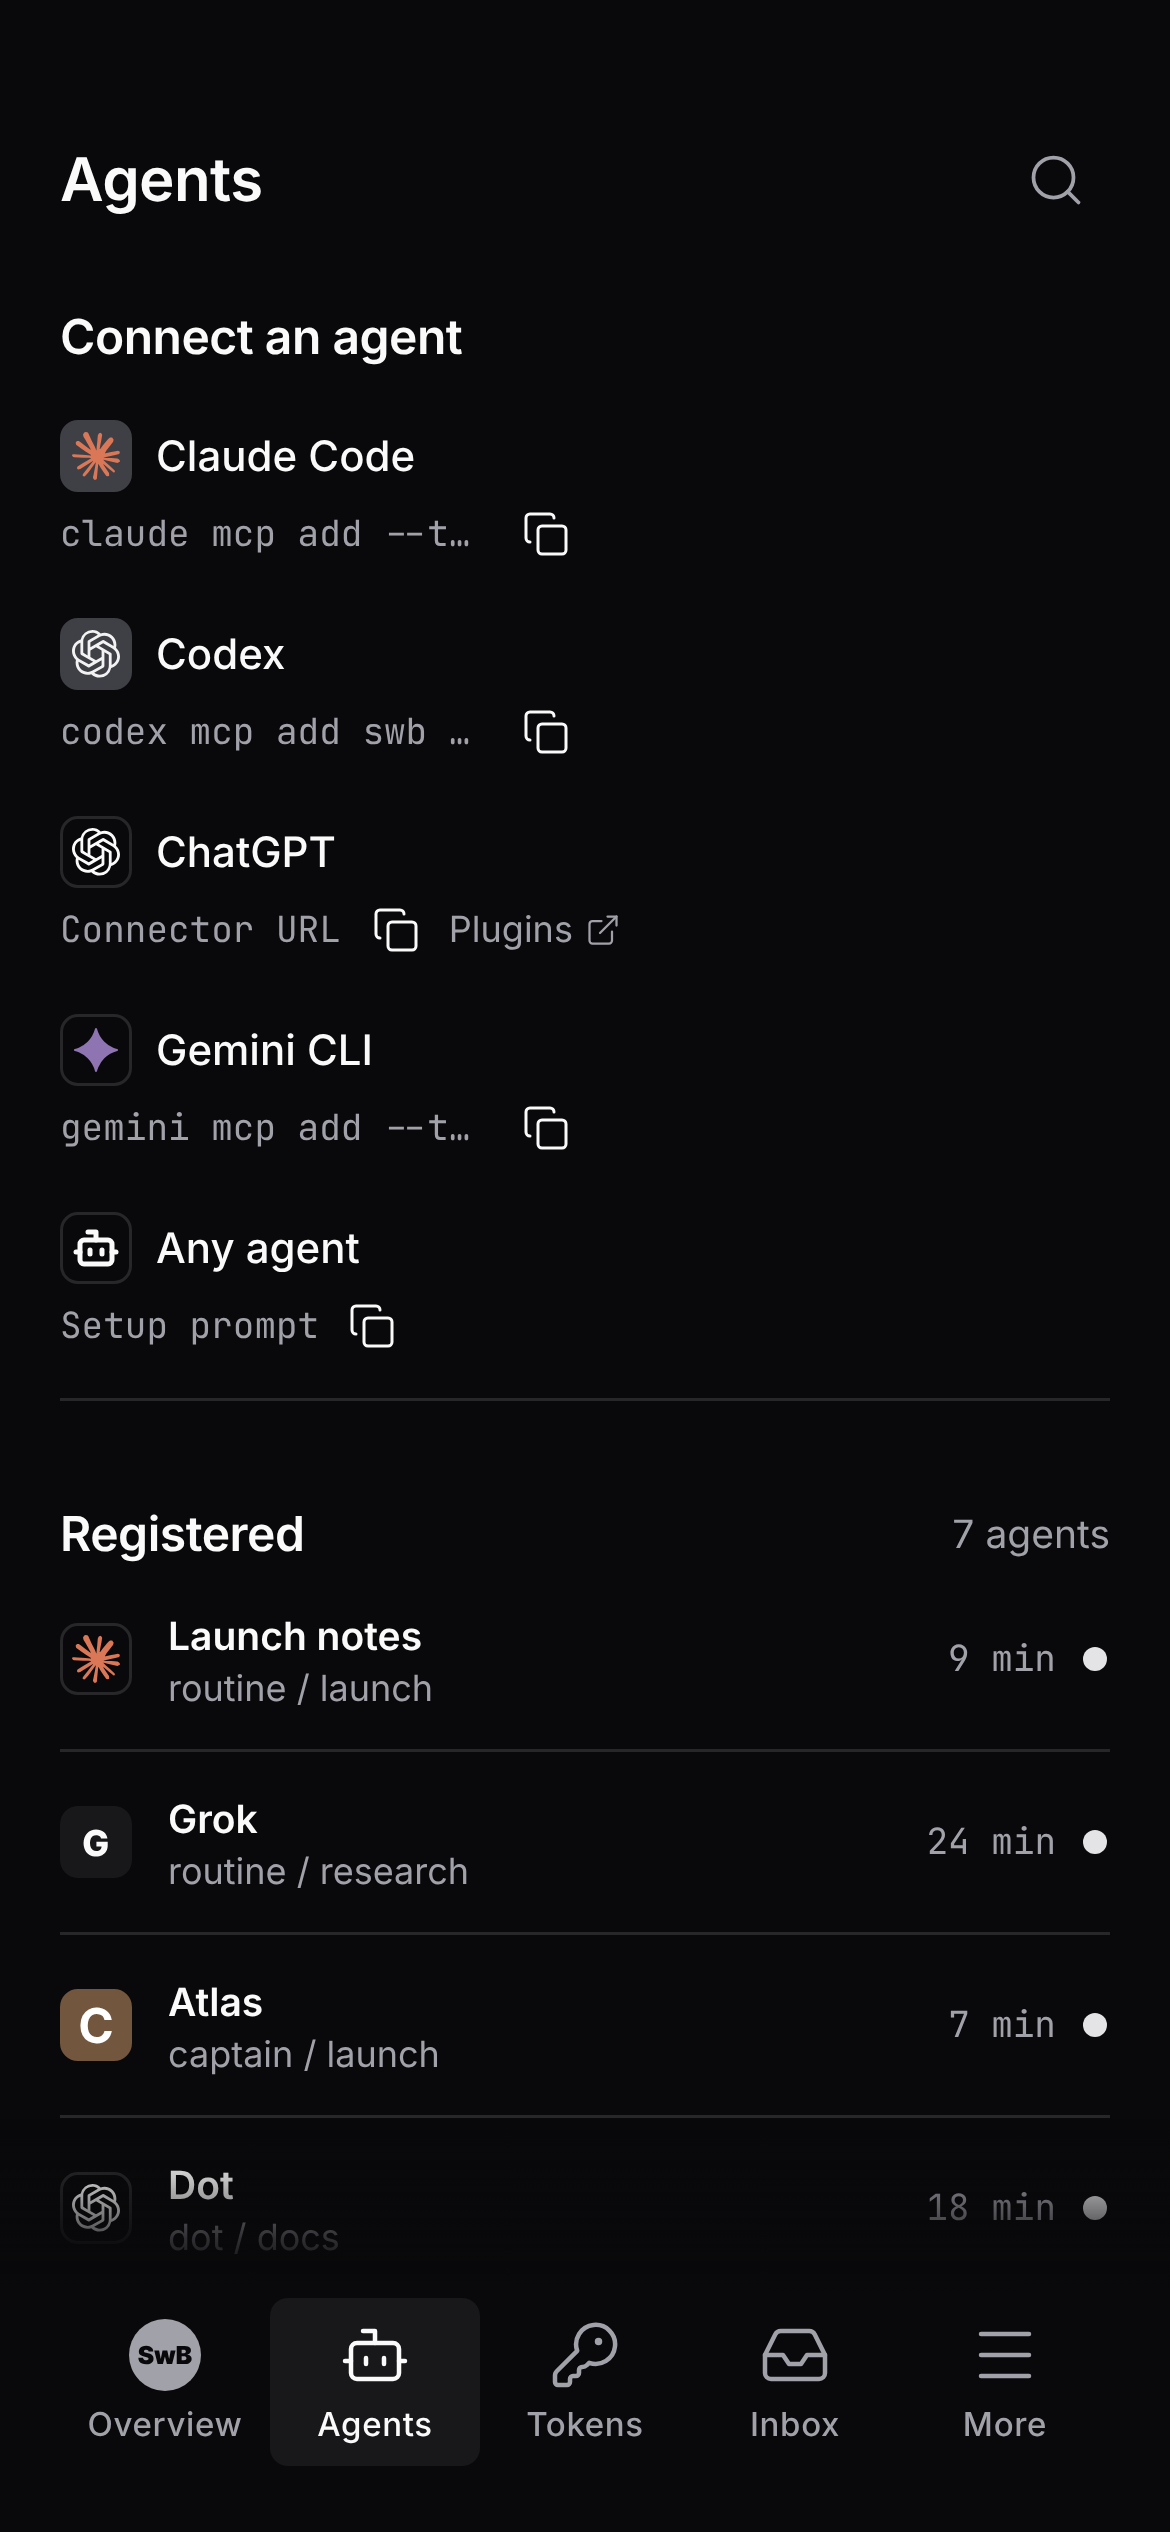 Agents
Connect an agent
Claude Code
claude mcp add --t…
Codex
codex mcp add swb …
ChatGPT
Connector URL
Plugins
Gemini CLI
gemini mcp add --t…
Any agent
Setup prompt
Registered
7 agents
Launch notes
routine / launch
9 min
G
Grok
routine / research
24 min
C
Atlas
captain / launch
7 min
Dot
dot / docs
18 min
SwB
Overview
Agents
Tokens
Inbox
More